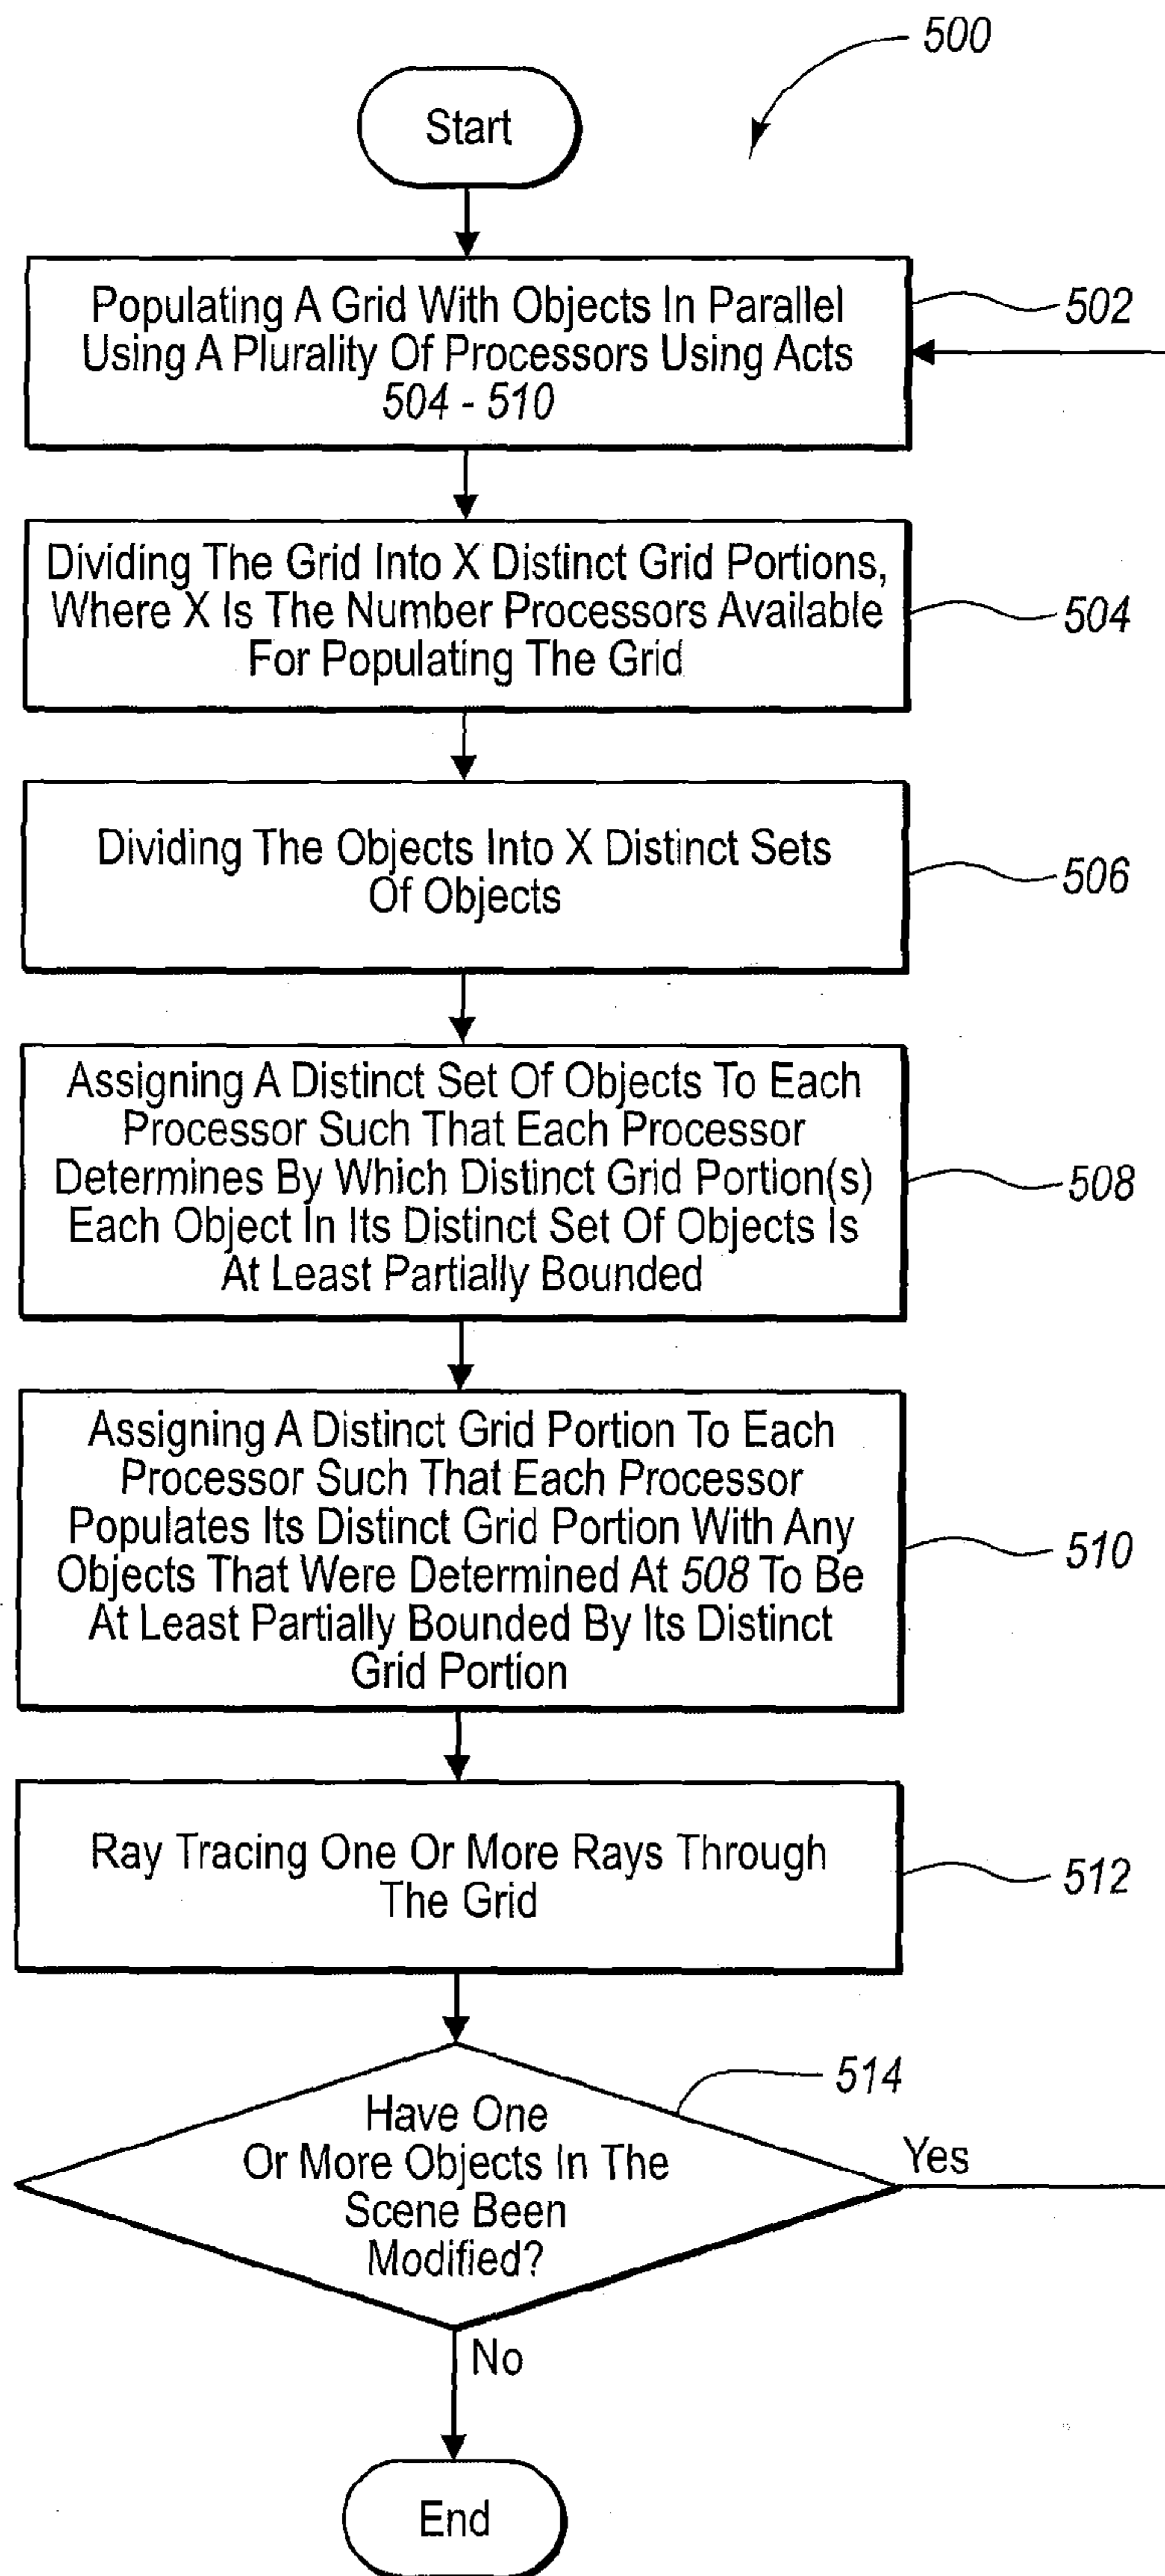 500
Start
Populating A Grid With Objects In Parallel
Using A Plurality Of Processors Using Acts
504 - 510
502
Dividing The Grid Into X Distinct Grid Portions,
Where X Is The Number Processors Available
For Populating The Grid
504
Dividing The Objects Into X Distinct Sets
Of Objects
506
Assigning A Distinct Set Of Objects To Each
Processor Such That Each Processor
Determines By Which Distinct Grid Portion(s)
Each Object In Its Distinct Set Of Objects Is
At Least Partially Bounded
508
Assigning A Distinct Grid Portion To Each
Processor Such That Each Processor
Populates Its Distinct Grid Portion With Any
Objects That Were Determined At 508 To Be
At Least Partially Bounded By Its Distinct
Grid Portion
510
Ray Tracing One Or More Rays Through
The Grid
512
514
Have One
Or More Objects In The
Scene Been
Modified?
Yes
No
End